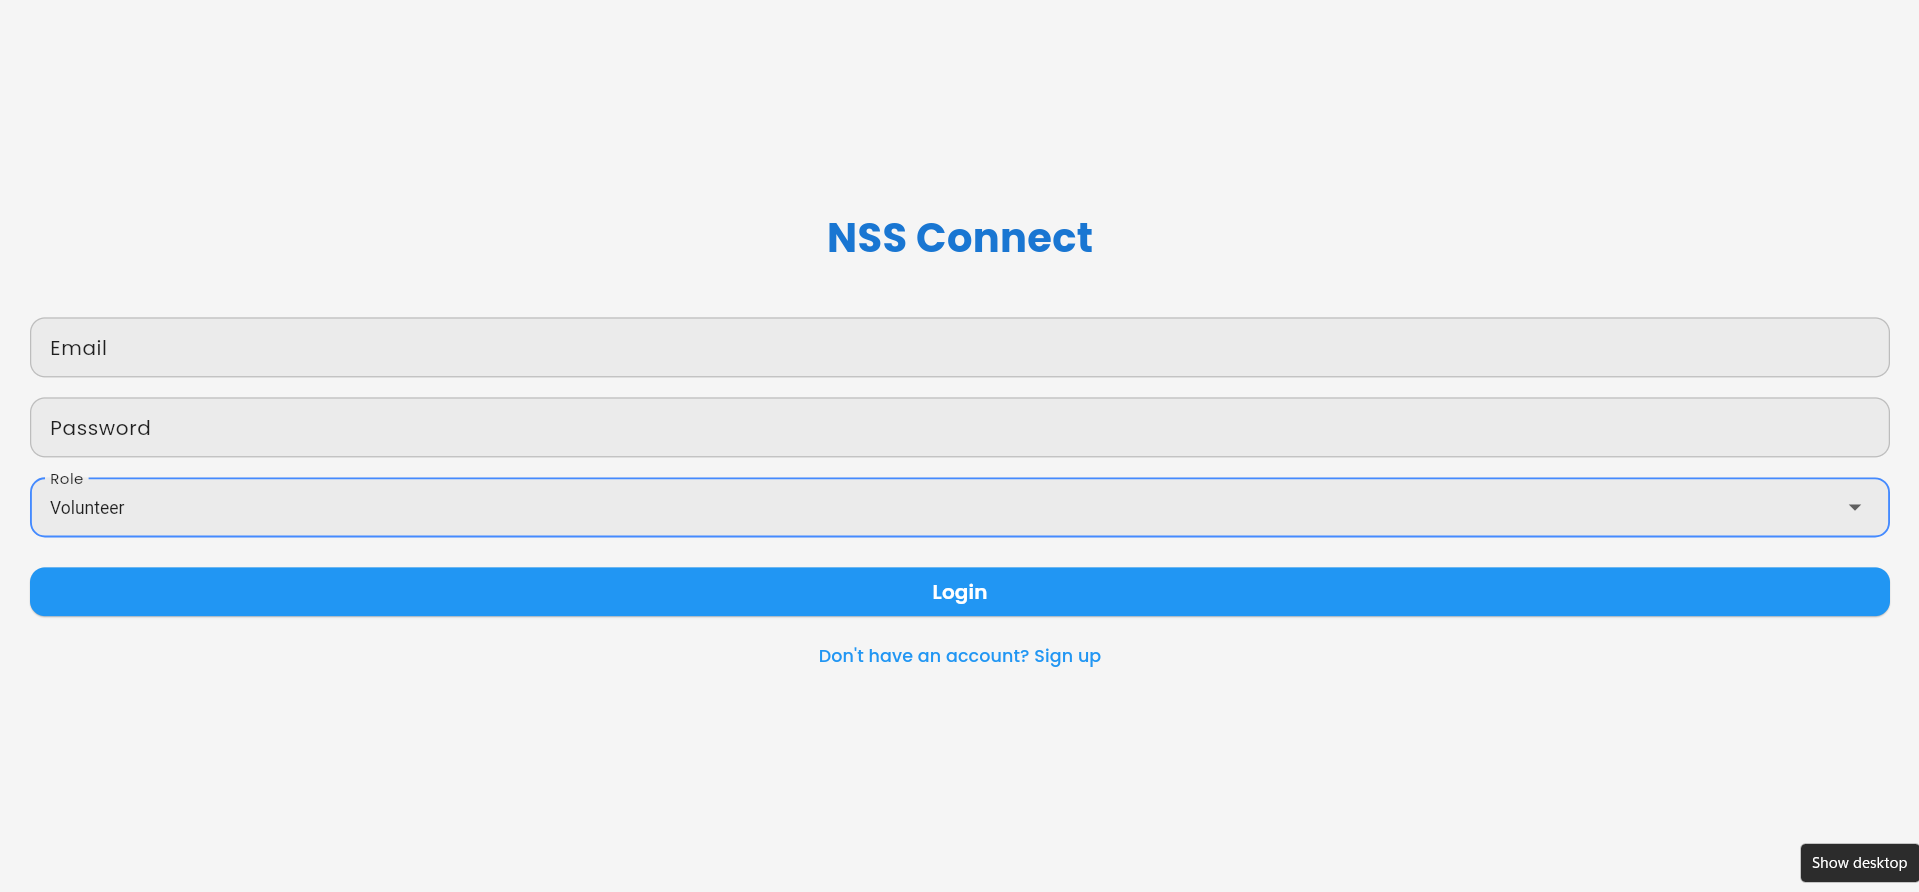 NSS Connect
Email
Password
Role
Volunteer
Login
Don't have an account? Sign up
Show desktop